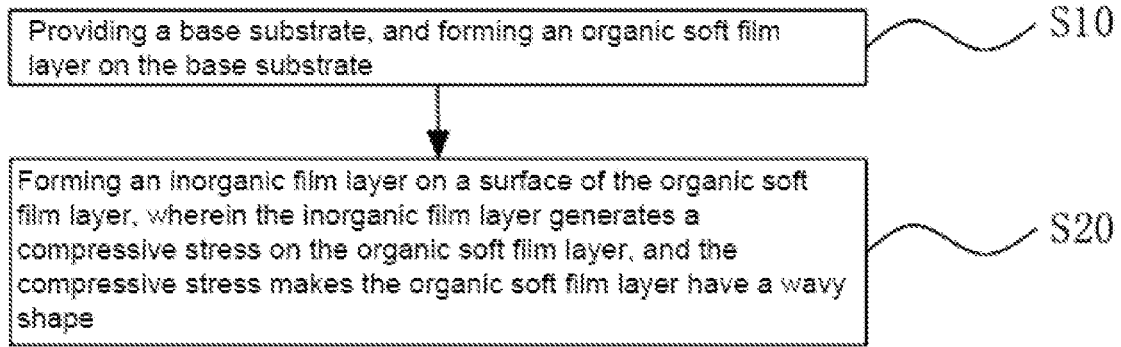 Providing a base substrate, and forming an organic soft film
layer on the base substrate
S10
Forming an inorganic film layer on a surface of the organic soft
film layer, wherein the inorganic film layer generates a
compressive stress on the organic soft film layer, and the
compressive stress makes the organic soft film layer have a wavy
shape
S20